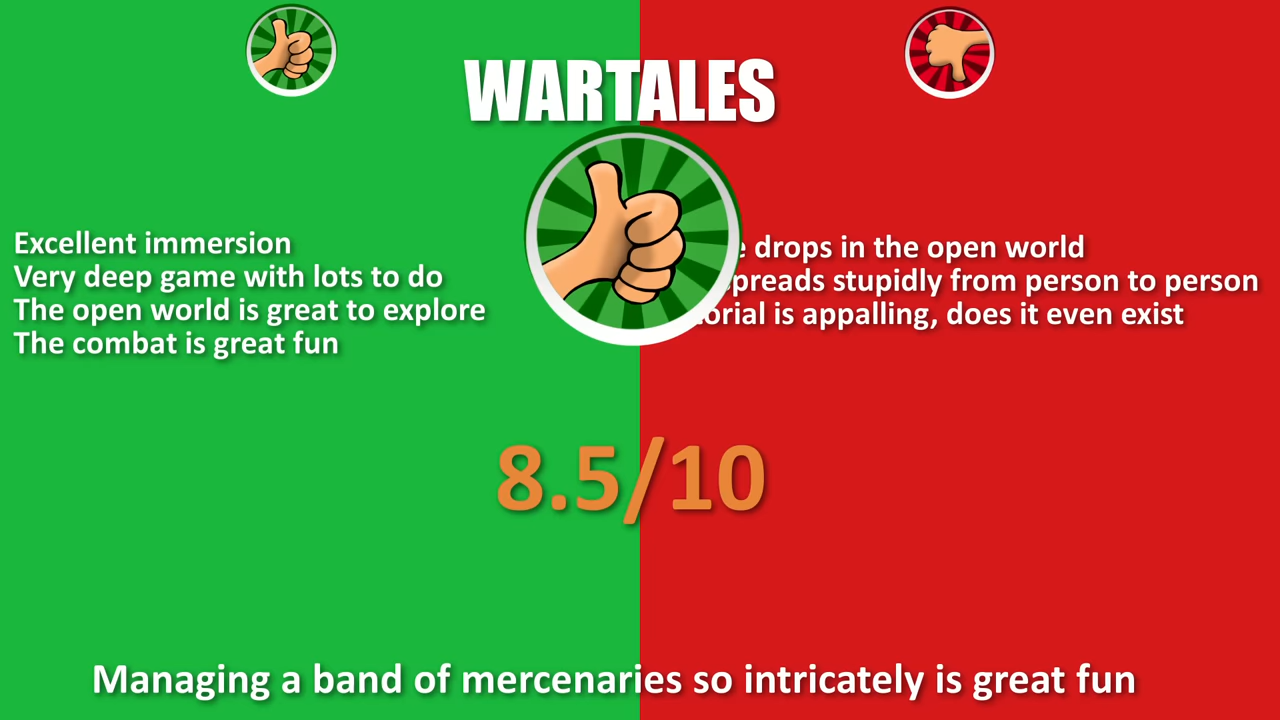 WARTALES
Excellent immersion
Very deep game with lots to do
The open world is great to explore
The combat is great fun
drops in the open world
spreads stupidly from person to person
is appalling, does it even exist
8.5/10
Managing a band of mercenaries so intricately is great fun